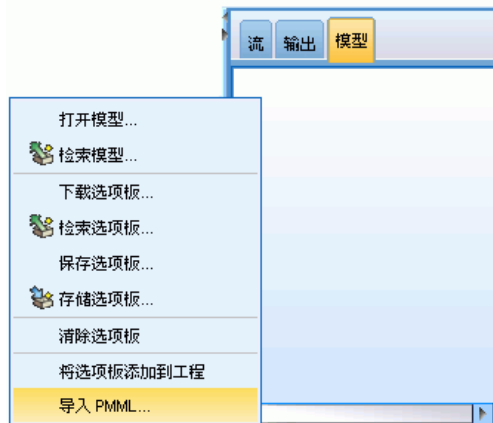 流 输出 模型
打开模型...
检索模型...
下载选项板...
检索选项板...
保存选项板...
存储选项板...
清除选项板
将选项板添加到工程
导入 PMML...